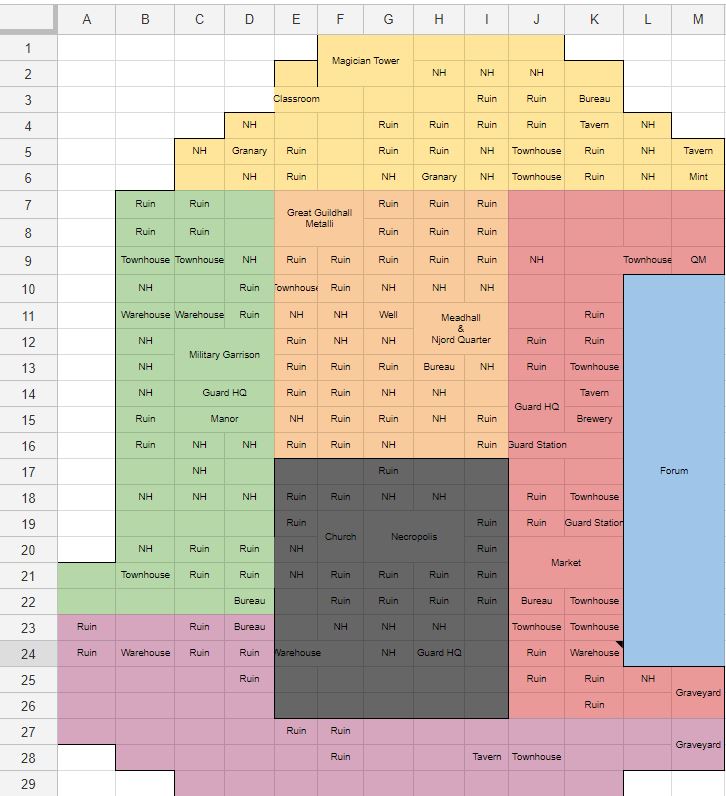 A B C D E F G H I J K L M
1
Magician Tower
2 NH NH NH
3 Classroom Ruin Ruin Bureau
4 NH Ruin Ruin Ruin Ruin Tavern NH
5 NH Granary Ruin Ruin Ruin NH Townhouse Ruin NH Tavern
6 NH Ruin NH Granary NH Townhouse Ruin NH Mint
7 Ruin Ruin Ruin Ruin Ruin
Great Guildhall
Metalli
8 Ruin Ruin Ruin Ruin Ruin
9 Townhouse Townhouse NH Ruin Ruin Ruin Ruin Ruin NH Townhouse QM
10 NH Ruin Townhouse Ruin NH NH NH
11 Warehouse Warehouse Ruin NH NH Well Ruin
Meadhall
&
Njord Quarter
12 NH Ruin NH NH Ruin Ruin
Military Garrison
13 NH Ruin Ruin Ruin Bureau NH Ruin Townhouse
14 NH Guard HQ Ruin Ruin NH NH Tavern
Guard HQ
15 Ruin Manor NH Ruin Ruin NH Ruin Brewery
16 Ruin NH NH Ruin Ruin NH Ruin Guard Station
17 NH Ruin Forum
18 NH NH NH Ruin Ruin NH NH Ruin Townhouse
19 Ruin Ruin Ruin Guard Station
Church Necropolis
20 NH Ruin Ruin NH Ruin
Market
21 Townhouse Ruin Ruin NH Ruin Ruin Ruin Ruin
22 Bureau Ruin Ruin Ruin Ruin Bureau Townhouse
23 Ruin Ruin Bureau NH NH NH Townhouse Townhouse
24 Ruin Warehouse Ruin Ruin Warehouse NH Guard HQ Ruin Warehouse
25 Ruin Ruin Ruin NH
Graveyard
26 Ruin
27 Ruin Ruin
Graveyard
28 Ruin Tavern Townhouse
29